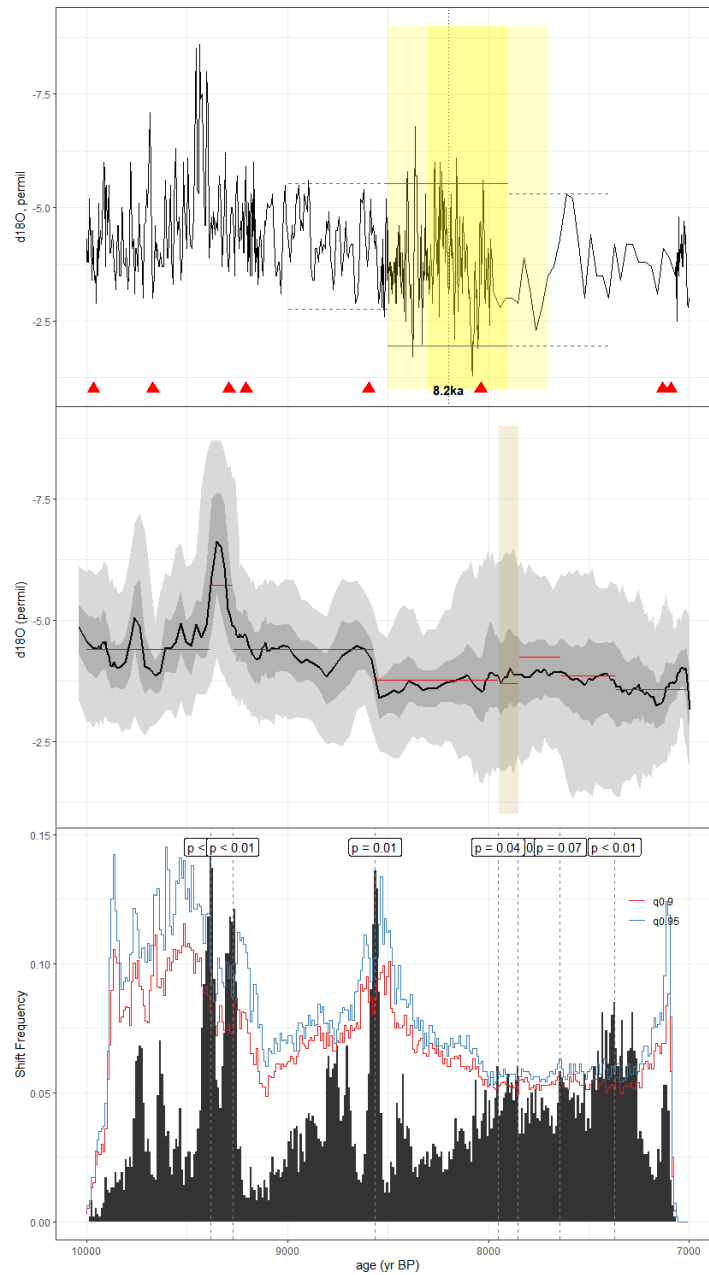 -7.5
-5.0
-2.5
d18O, permil
8.2ka
-7.5
-5.0
-2.5
d18O (permil)
0.15
0.10
0.05
0.00
Shift Frequency
p < p < 0.01 p = 0.01 p = 0.04 0 p = 0.07 p < 0.01
q0.9
q0.95
10000 9000 8000 7000
age (yr BP)